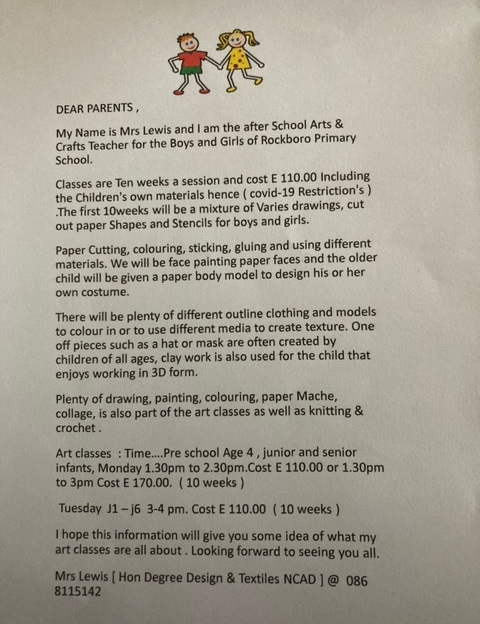 DEAR PARENTS ,
My Name is Mrs Lewis and I am the after School Arts &
Crafts Teacher for the Boys and Girls of Rockboro Primary
School.
Classes are Ten weeks a session and cost E 110.00 Including
the Children's own materials hence ( covid-19 Restriction's )
.The first 10weeks will be a mixture of Varies drawings, cut
out paper Shapes and Stencils for boys and girls.
Paper Cutting, colouring, sticking, gluing and using different
materials. We will be face painting paper faces and the older
child will be given a paper body model to design his or her
own costume.
There will be plenty of different outline clothing and models
to colour in or to use different media to create texture. One
off pieces such as a hat or mask are often created by
children of all ages, clay work is also used for the child that
enjoys working in 3D form.
Plenty of drawing, painting, colouring, paper Mache,
collage, is also part of the art classes as well as knitting &
crochet .
Art classes : Time....Pre school Age 4 , junior and senior
infants, Monday 1.30pm to 2.30pm.Cost E 110.00 or 1.30pm
to 3pm Cost E 170.00. ( 10 weeks )
Tuesday J1 – j6 3-4 pm. Cost E 110.00 ( 10 weeks )
I hope this information will give you some idea of what my
art classes are all about . Looking forward to seeing you all.
Mrs Lewis [ Hon Degree Design & Textiles NCAD ] @ 086
8115142